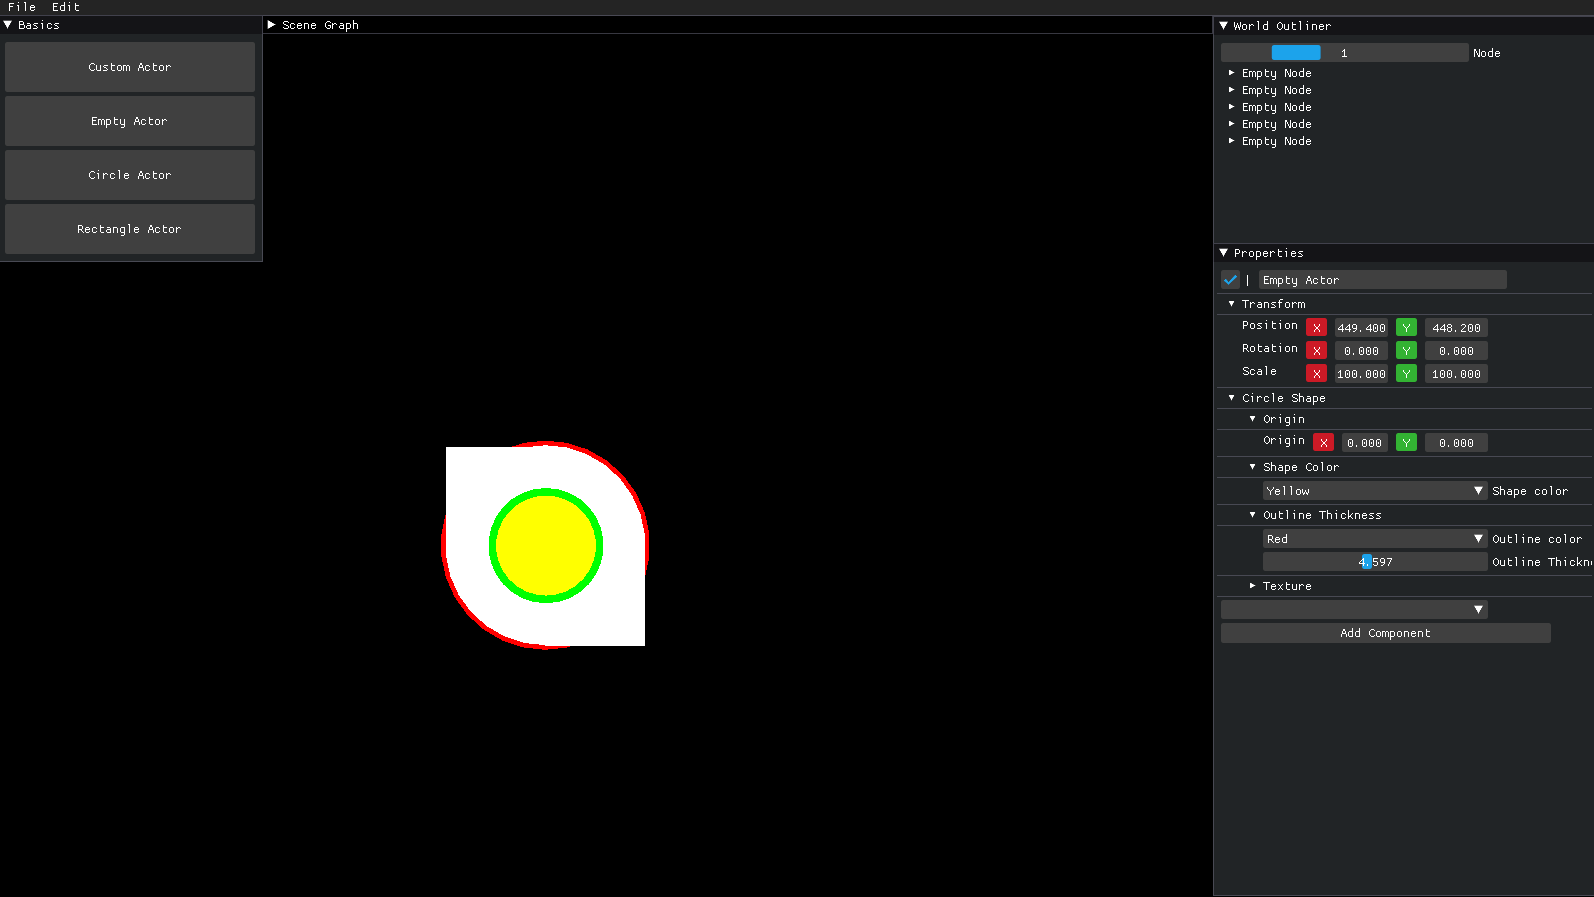 File Edit
Basics
Custom Actor
Empty Actor
Circle Actor
Rectangle Actor
Scene Graph
World Outliner
1 Node
Empty Node
Empty Node
Empty Node
Empty Node
Empty Node
Properties
| Empty Actor
Transform
Position X 449.400 Y 448.200
Rotation X 0.000 Y 0.000
Scale X 100.000 Y 100.000
Circle Shape
Origin
Origin X 0.000 Y 0.000
Shape Color
Yellow Shape color
Outline Thickness
Red Outline color
4.597 Outline Thickn
Texture
Add Component